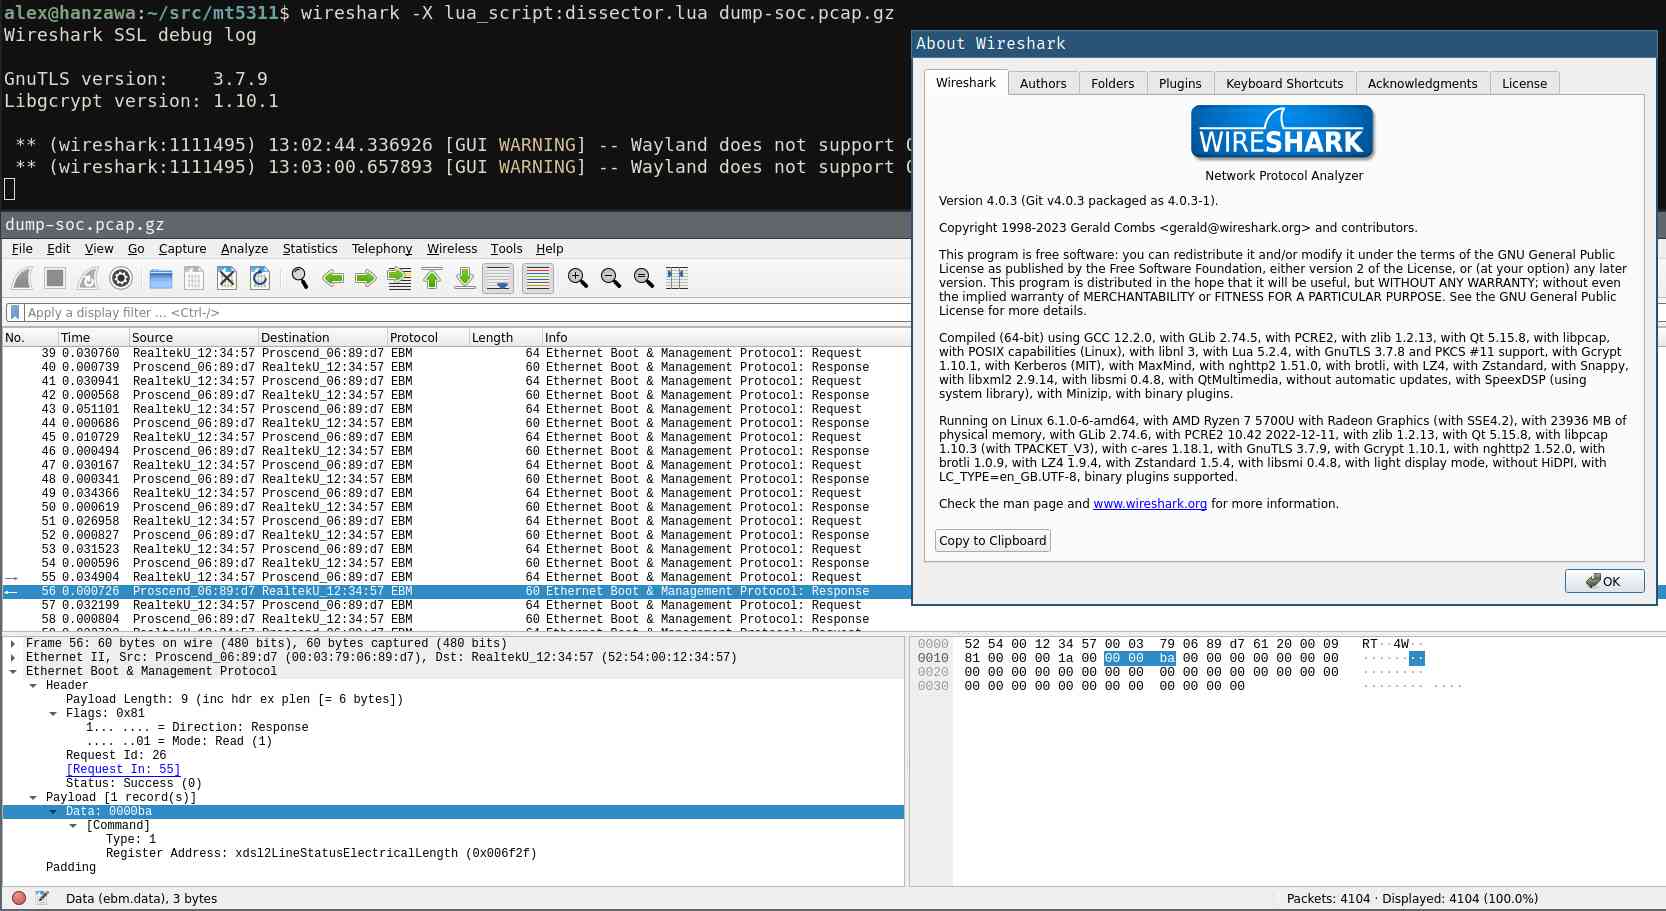 alex@hanzawa:~/src/mt5311$ wireshark -X lua_script:dissector.lua dump-soc.pcap.gz
Wireshark SSL debug log
GnuTLS version:    3.7.9
Libgcrypt version: 1.10.1
** (wireshark:1111495) 13:02:44.336926 [GUI WARNING] -- Wayland does not support
** (wireshark:1111495) 13:03:00.657893 [GUI WARNING] -- Wayland does not support
About Wireshark
Wireshark Authors Folders Plugins Keyboard Shortcuts Acknowledgments License
WIRESHARK
Network Protocol Analyzer
Version 4.0.3 (Git v4.0.3 packaged as 4.0.3-1).
Copyright 1998-2023 Gerald Combs <gerald@wireshark.org> and contributors.
This program is free software: you can redistribute it and/or modify it under the terms of the GNU General Public
License as published by the Free Software Foundation, either version 2 of the License, or (at your option) any later
version. This program is distributed in the hope that it will be useful, but WITHOUT ANY WARRANTY; without even
the implied warranty of MERCHANTABILITY or FITNESS FOR A PARTICULAR PURPOSE. See the GNU General Public
License for more details.
Compiled (64-bit) using GCC 12.2.0, with GLib 2.74.5, with PCRE2, with zlib 1.2.13, with Qt 5.15.8, with libpcap,
with POSIX capabilities (Linux), with libnl 3, with Lua 5.2.4, with GnuTLS 3.7.8 and PKCS #11 support, with Gcrypt
1.10.1, with Kerberos (MIT), with MaxMind, with nghttp2 1.51.0, with brotli, with LZ4, with Zstandard, with Snappy,
with libxml2 2.9.14, with libsmi 0.4.8, with QtMultimedia, without automatic updates, with SpeexDSP (using
system library), with Minizip, with binary plugins.
Running on Linux 6.1.0-6-amd64, with AMD Ryzen 7 5700U with Radeon Graphics (with SSE4.2), with 23936 MB of
physical memory, with GLib 2.74.6, with PCRE2 10.42 2022-12-11, with zlib 1.2.13, with Qt 5.15.8, with libpcap
1.10.3 (with TPACKET_V3), with c-ares 1.18.1, with GnuTLS 3.7.9, with Gcrypt 1.10.1, with nghttp2 1.52.0, with
brotli 1.0.9, with LZ4 1.9.4, with Zstandard 1.5.4, with libsmi 0.4.8, with light display mode, without HiDPI, with
LC_TYPE=en_GB.UTF-8, binary plugins supported.
Check the man page and www.wireshark.org for more information.
Copy to Clipboard
OK
dump-soc.pcap.gz
File Edit View Go Capture Analyze Statistics Telephony Wireless Tools Help
Apply a display filter ... <Ctrl-/>
No. Time Source Destination Protocol Length Info
39 0.030760 RealtekU_12:34:57 Proscend_06:89:d7 EBM 64 Ethernet Boot & Management Protocol: Request
40 0.000739 Proscend_06:89:d7 RealtekU_12:34:57 EBM 60 Ethernet Boot & Management Protocol: Response
41 0.030941 RealtekU_12:34:57 Proscend_06:89:d7 EBM 64 Ethernet Boot & Management Protocol: Request
42 0.000568 Proscend_06:89:d7 RealtekU_12:34:57 EBM 60 Ethernet Boot & Management Protocol: Response
43 0.051101 RealtekU_12:34:57 Proscend_06:89:d7 EBM 64 Ethernet Boot & Management Protocol: Request
44 0.000686 Proscend_06:89:d7 RealtekU_12:34:57 EBM 60 Ethernet Boot & Management Protocol: Response
45 0.010729 RealtekU_12:34:57 Proscend_06:89:d7 EBM 64 Ethernet Boot & Management Protocol: Request
46 0.000494 Proscend_06:89:d7 RealtekU_12:34:57 EBM 60 Ethernet Boot & Management Protocol: Response
47 0.030167 RealtekU_12:34:57 Proscend_06:89:d7 EBM 64 Ethernet Boot & Management Protocol: Request
48 0.000341 Proscend_06:89:d7 RealtekU_12:34:57 EBM 60 Ethernet Boot & Management Protocol: Response
49 0.034366 RealtekU_12:34:57 Proscend_06:89:d7 EBM 64 Ethernet Boot & Management Protocol: Request
50 0.000619 Proscend_06:89:d7 RealtekU_12:34:57 EBM 60 Ethernet Boot & Management Protocol: Response
51 0.026958 RealtekU_12:34:57 Proscend_06:89:d7 EBM 64 Ethernet Boot & Management Protocol: Request
52 0.000827 Proscend_06:89:d7 RealtekU_12:34:57 EBM 60 Ethernet Boot & Management Protocol: Response
53 0.031523 RealtekU_12:34:57 Proscend_06:89:d7 EBM 64 Ethernet Boot & Management Protocol: Request
54 0.000596 Proscend_06:89:d7 RealtekU_12:34:57 EBM 60 Ethernet Boot & Management Protocol: Response
55 0.034904 RealtekU_12:34:57 Proscend_06:89:d7 EBM 64 Ethernet Boot & Management Protocol: Request
56 0.000726 Proscend_06:89:d7 RealtekU_12:34:57 EBM 60 Ethernet Boot & Management Protocol: Response
57 0.032199 RealtekU_12:34:57 Proscend_06:89:d7 EBM 64 Ethernet Boot & Management Protocol: Request
58 0.000804 Proscend_06:89:d7 RealtekU_12:34:57 EBM 60 Ethernet Boot & Management Protocol: Response
Frame 56: 60 bytes on wire (480 bits), 60 bytes captured (480 bits)
Ethernet II, Src: Proscend_06:89:d7 (00:03:79:06:89:d7), Dst: RealtekU_12:34:57 (52:54:00:12:34:57)
Ethernet Boot & Management Protocol
Header
Payload Length: 9 (inc hdr ex plen [= 6 bytes])
Flags: 0x81
1... .... = Direction: Response
.... ..01 = Mode: Read (1)
Request Id: 26
[Request In: 55]
Status: Success (0)
Payload [1 record(s)]
Data: 0000ba
[Command]
Type: 1
Register Address: xdsl2LineStatusElectricalLength (0x006f2f)
Padding
0000 52 54 00 12 34 57 00 03 79 06 89 d7 61 20 00 09 RT··4W··
0010 81 00 00 00 1a 00 00 00 ba 00 00 00 00 00 00 00 ········
0020 00 00 00 00 00 00 00 00 00 00 00 00 00 00 00 00 ········
0030 00 00 00 00 00 00 00 00 00 00 00 00 ········ ····
Data (ebm.data), 3 bytes
Packets: 4104 · Displayed: 4104 (100.0%)